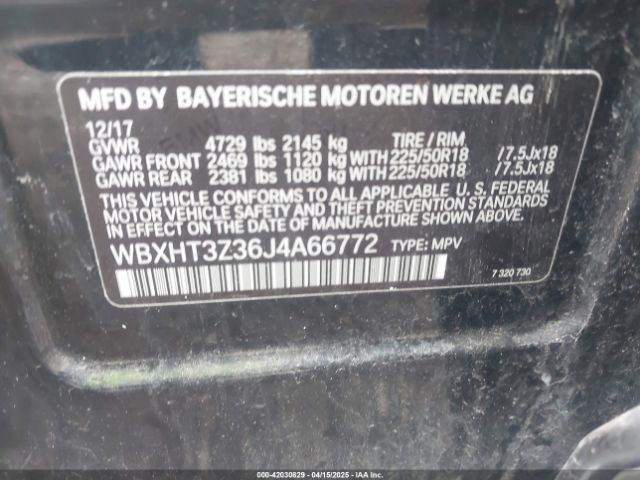 MFD BY BAYERISCHE MOTOREN WERKE AG
12/17
GVWR 4729 lbs 2145 kg TIRE / RIM
GAWR FRONT 2469 lbs 1120 kg WITH 225/50R18 /7.5Jx18
GAWR REAR 2381 lbs 1080 kg WITH 225/50R18 /7.5Jx18
THIS VEHICLE CONFORMS TO ALL APPLICABLE U. S. FEDERAL
MOTOR VEHICLE SAFETY AND THEFT PREVENTION STANDARDS
IN EFFECT ON THE DATE OF MANUFACTURE SHOWN ABOVE.
WBXHT3Z36J4A66772 TYPE: MPV
7 320 730
000-42030829 04/15/2025 IAAI.COM